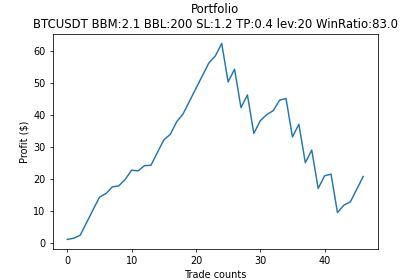 Portfolio
BTCUSDT BBM:2.1 BBL:200 SL:1.2 TP:0.4 lev:20 WinRatio:83.0
60
50
40
30
20
10
0
Profit ($)
0 10 20 30 40
Trade counts